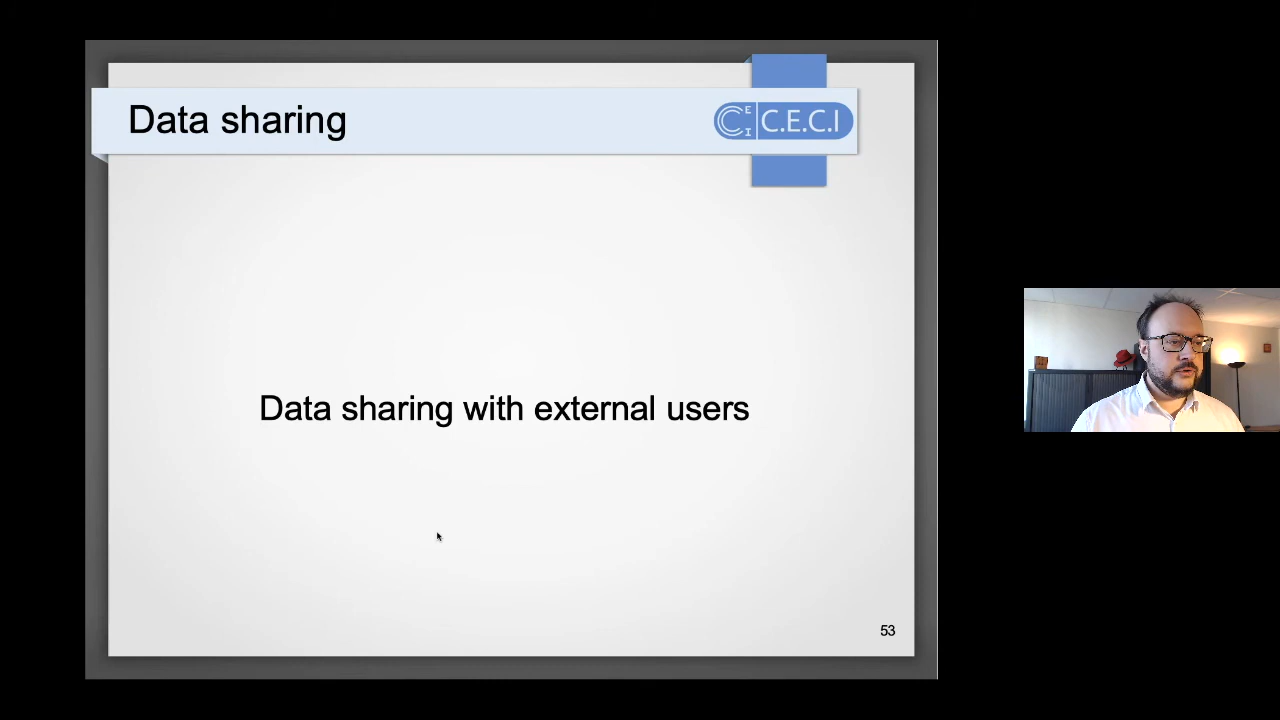 Data sharing
C E I C.E.C.I
Data sharing with external users
53